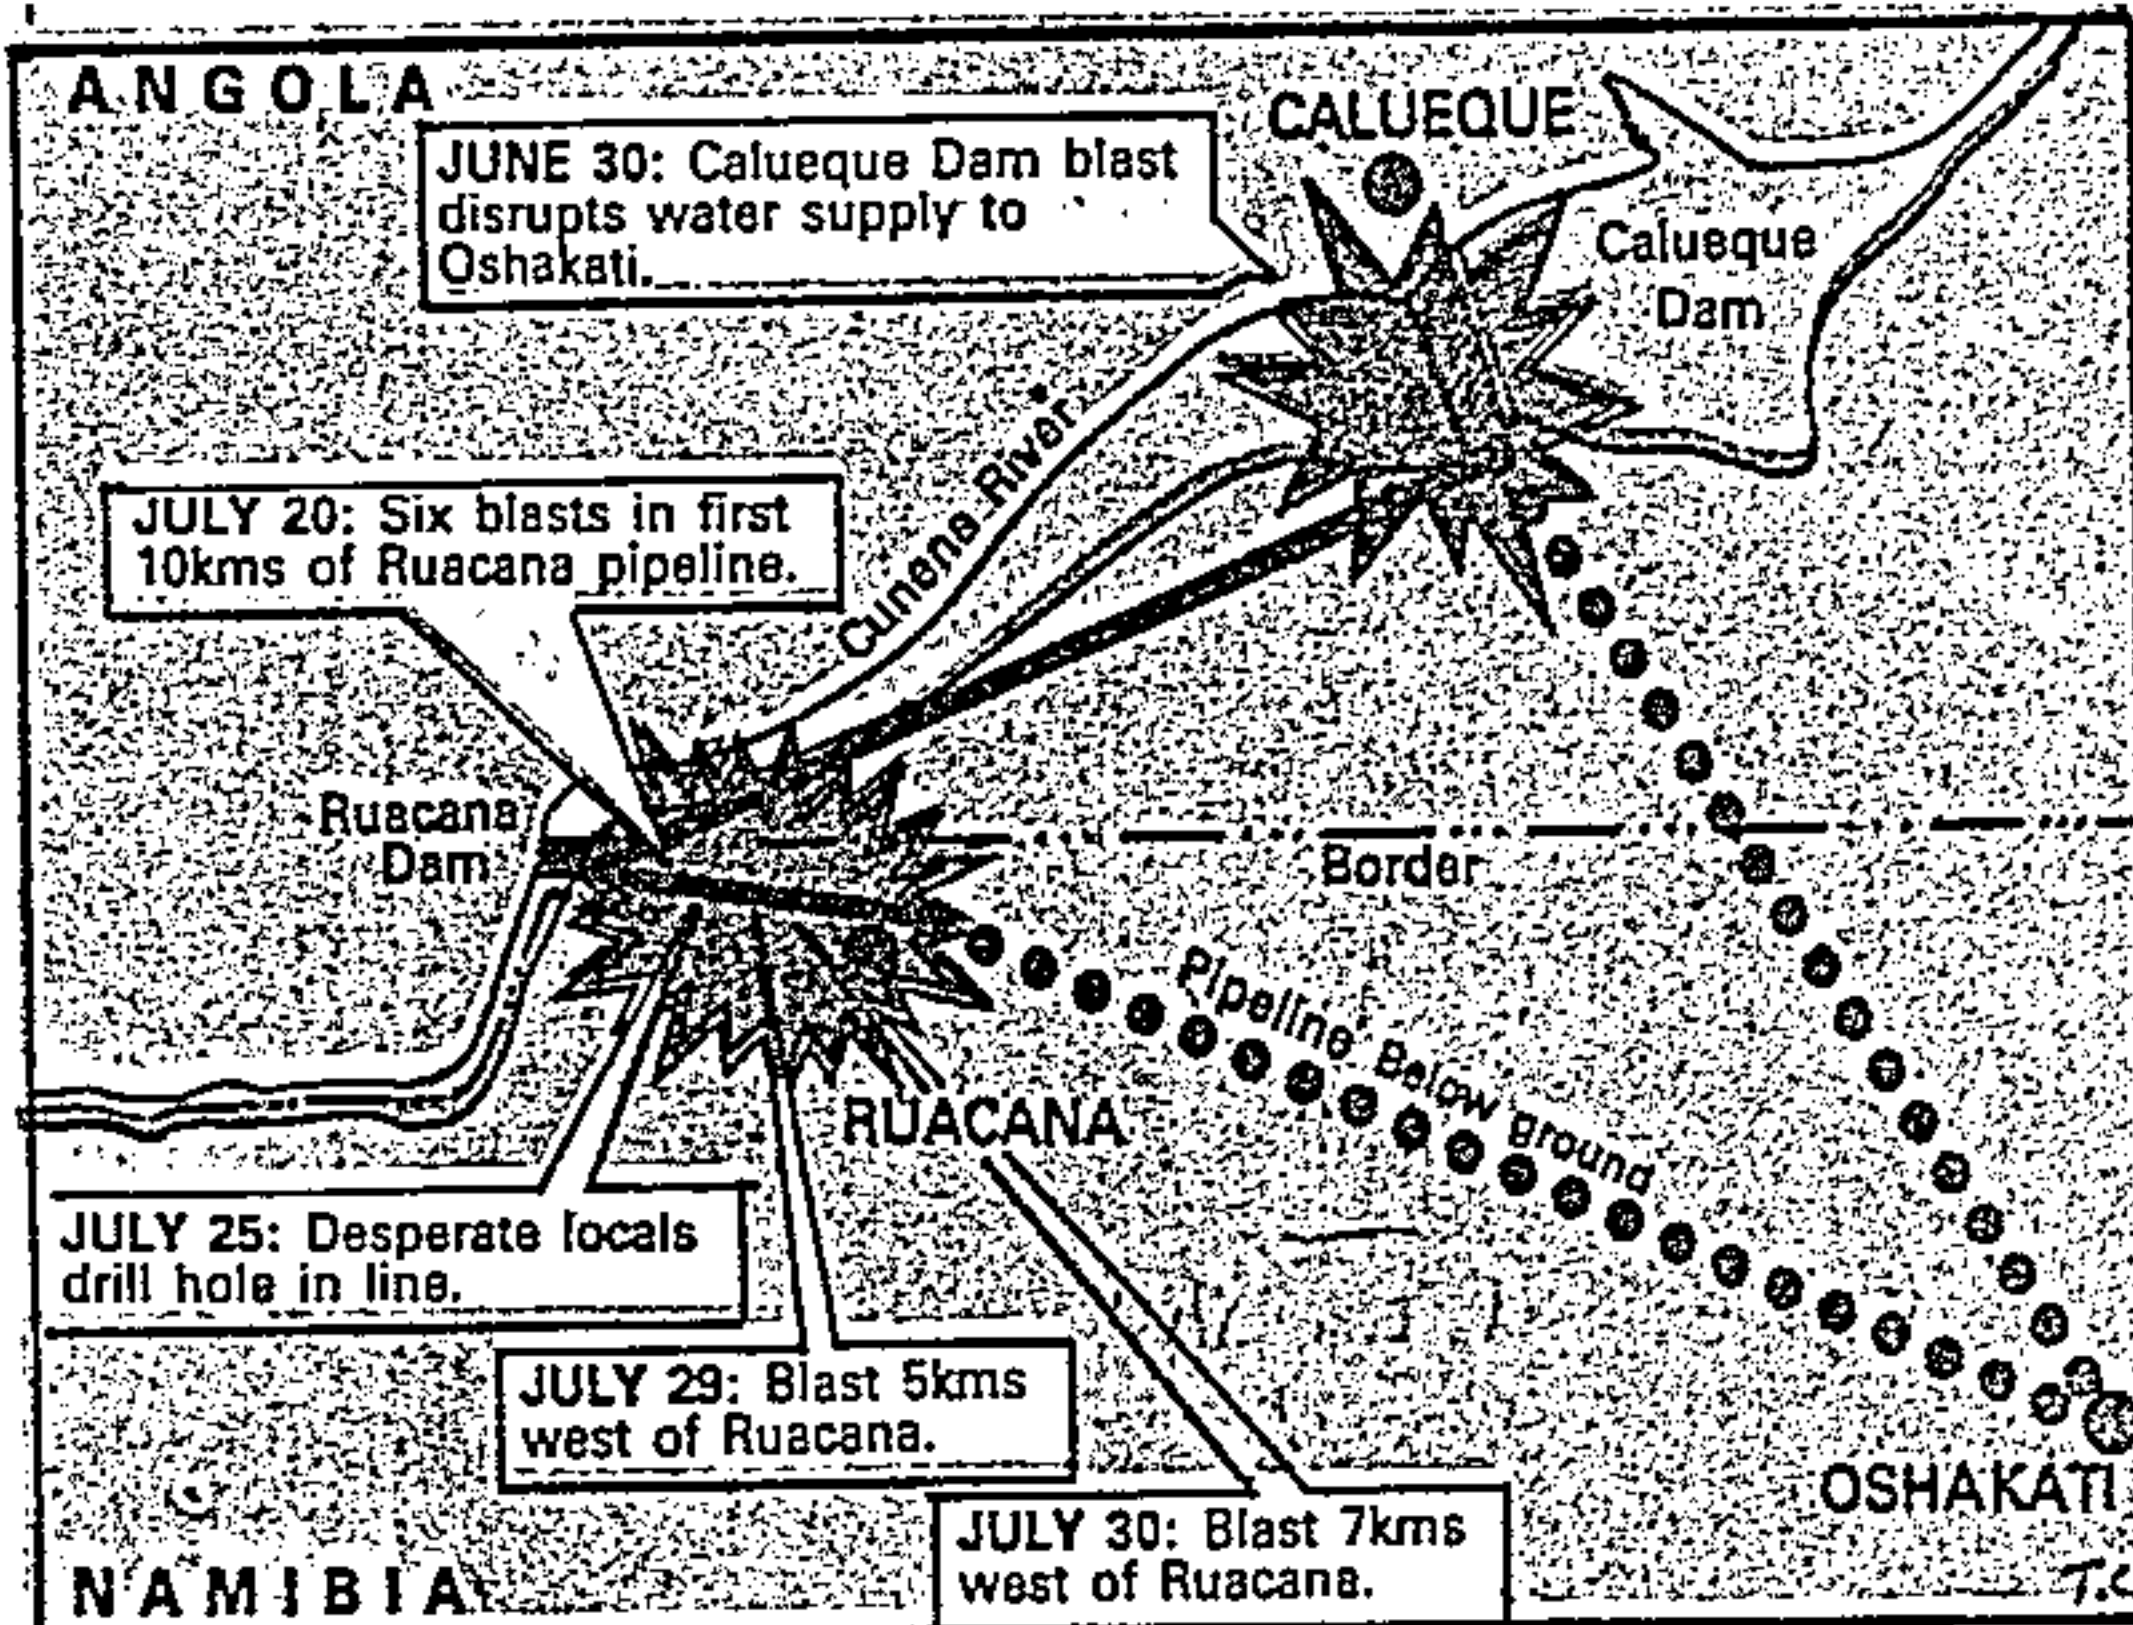 ANGOLA
JUNE 30: Calueque Dam blast
disrupts water supply to
Oshakati.
CALUEQUE
Calueque
Dam
Cunene River
JULY 20: Six blasts in first
10kms of Ruacana pipeline.
Ruacana
Dam
Border
Pipeline Below ground
RUACANA
JULY 25: Desperate locals
drill hole in line.
JULY 29: Blast 5kms
west of Ruacana.
JULY 30: Blast 7kms
west of Ruacana.
OSHAKATI
NAMIBIA